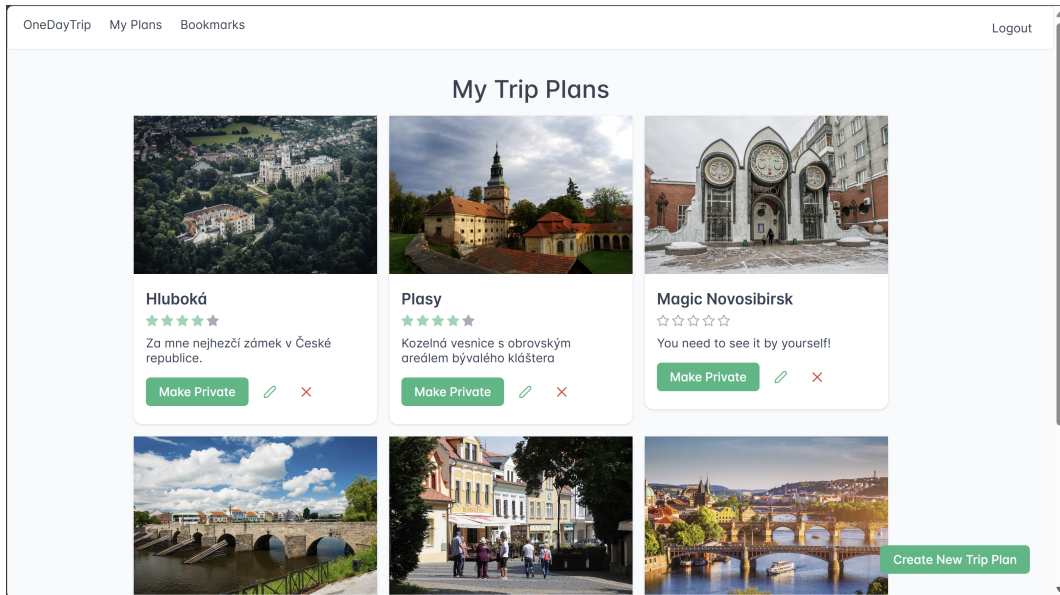 OneDayTrip My Plans Bookmarks Logout
My Trip Plans
Hluboká
Za mne nejhezčí zámek v České
republice.
Make Private
Plasy
Kozelná vesnice s obrovským
areálem bývalého kláštera
Make Private
Magic Novosibirsk
You need to see it by yourself!
Make Private
Create New Trip Plan